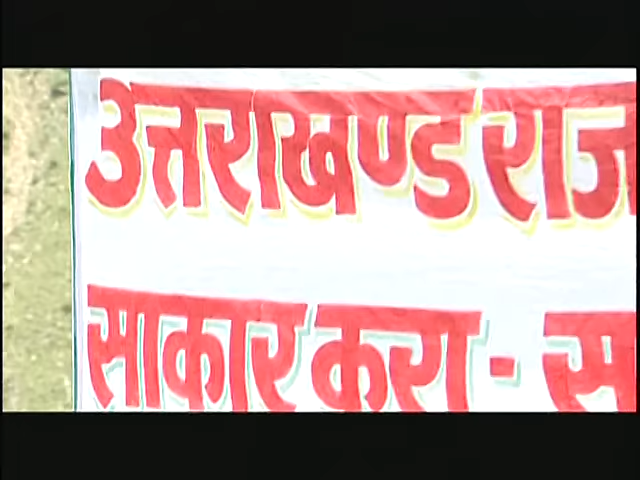 उत्तराखण्ड राज
साकार करा - स